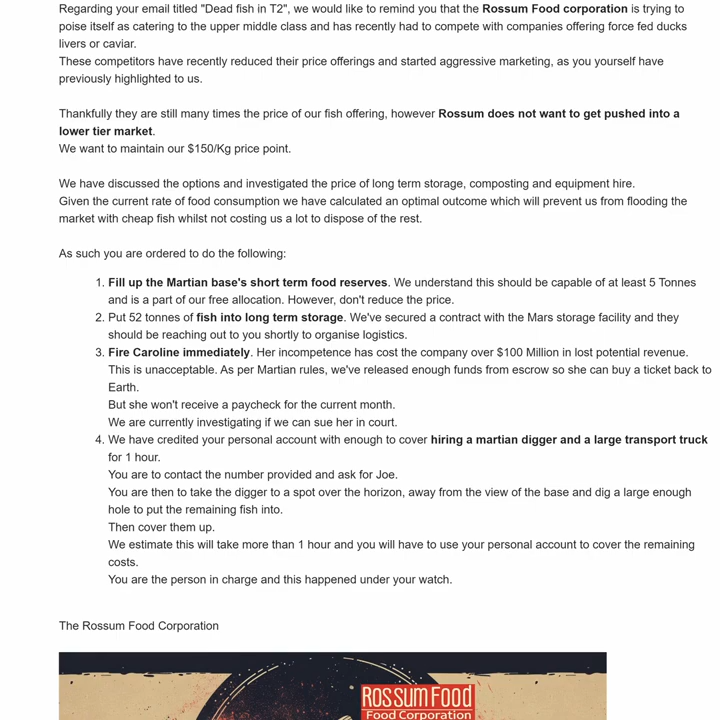 Regarding your email titled "Dead fish in T2", we would like to remind you that the Rossum Food corporation is trying to
poise itself as catering to the upper middle class and has recently had to compete with companies offering force fed ducks
livers or caviar.
These competitors have recently reduced their price offerings and started aggressive marketing, as you yourself have
previously highlighted to us.
Thankfully they are still many times the price of our fish offering, however Rossum does not want to get pushed into a
lower tier market.
We want to maintain our $150/Kg price point.
We have discussed the options and investigated the price of long term storage, composting and equipment hire.
Given the current rate of food consumption we have calculated an optimal outcome which will prevent us from flooding the
market with cheap fish whilst not costing us a lot to dispose of the rest.
As such you are ordered to do the following:
1. Fill up the Martian base's short term food reserves. We understand this should be capable of at least 5 Tonnes
and is a part of our free allocation. However, don't reduce the price.
2. Put 52 tonnes of fish into long term storage. We've secured a contract with the Mars storage facility and they
should be reaching out to you shortly to organise logistics.
3. Fire Caroline immediately. Her incompetence has cost the company over $100 Million in lost potential revenue.
This is unacceptable. As per Martian rules, we've released enough funds from escrow so she can buy a ticket back to
Earth.
But she won't receive a paycheck for the current month.
We are currently investigating if we can sue her in court.
4. We have credited your personal account with enough to cover hiring a martian digger and a large transport truck
for 1 hour.
You are to contact the number provided and ask for Joe.
You are then to take the digger to a spot over the horizon, away from the view of the base and dig a large enough
hole to put the remaining fish into.
Then cover them up.
We estimate this will take more than 1 hour and you will have to use your personal account to cover the remaining
costs.
You are the person in charge and this happened under your watch.
The Rossum Food Corporation
Rossum Food
Food Corporation